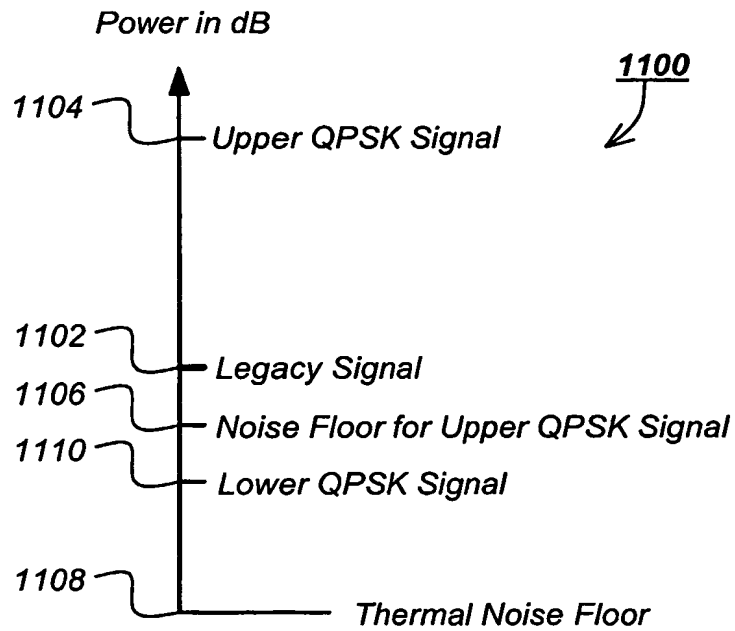 Power in dB
1100
1104
Upper QPSK Signal
1102
Legacy Signal
1106
Noise Floor for Upper QPSK Signal
1110
Lower QPSK Signal
1108
Thermal Noise Floor